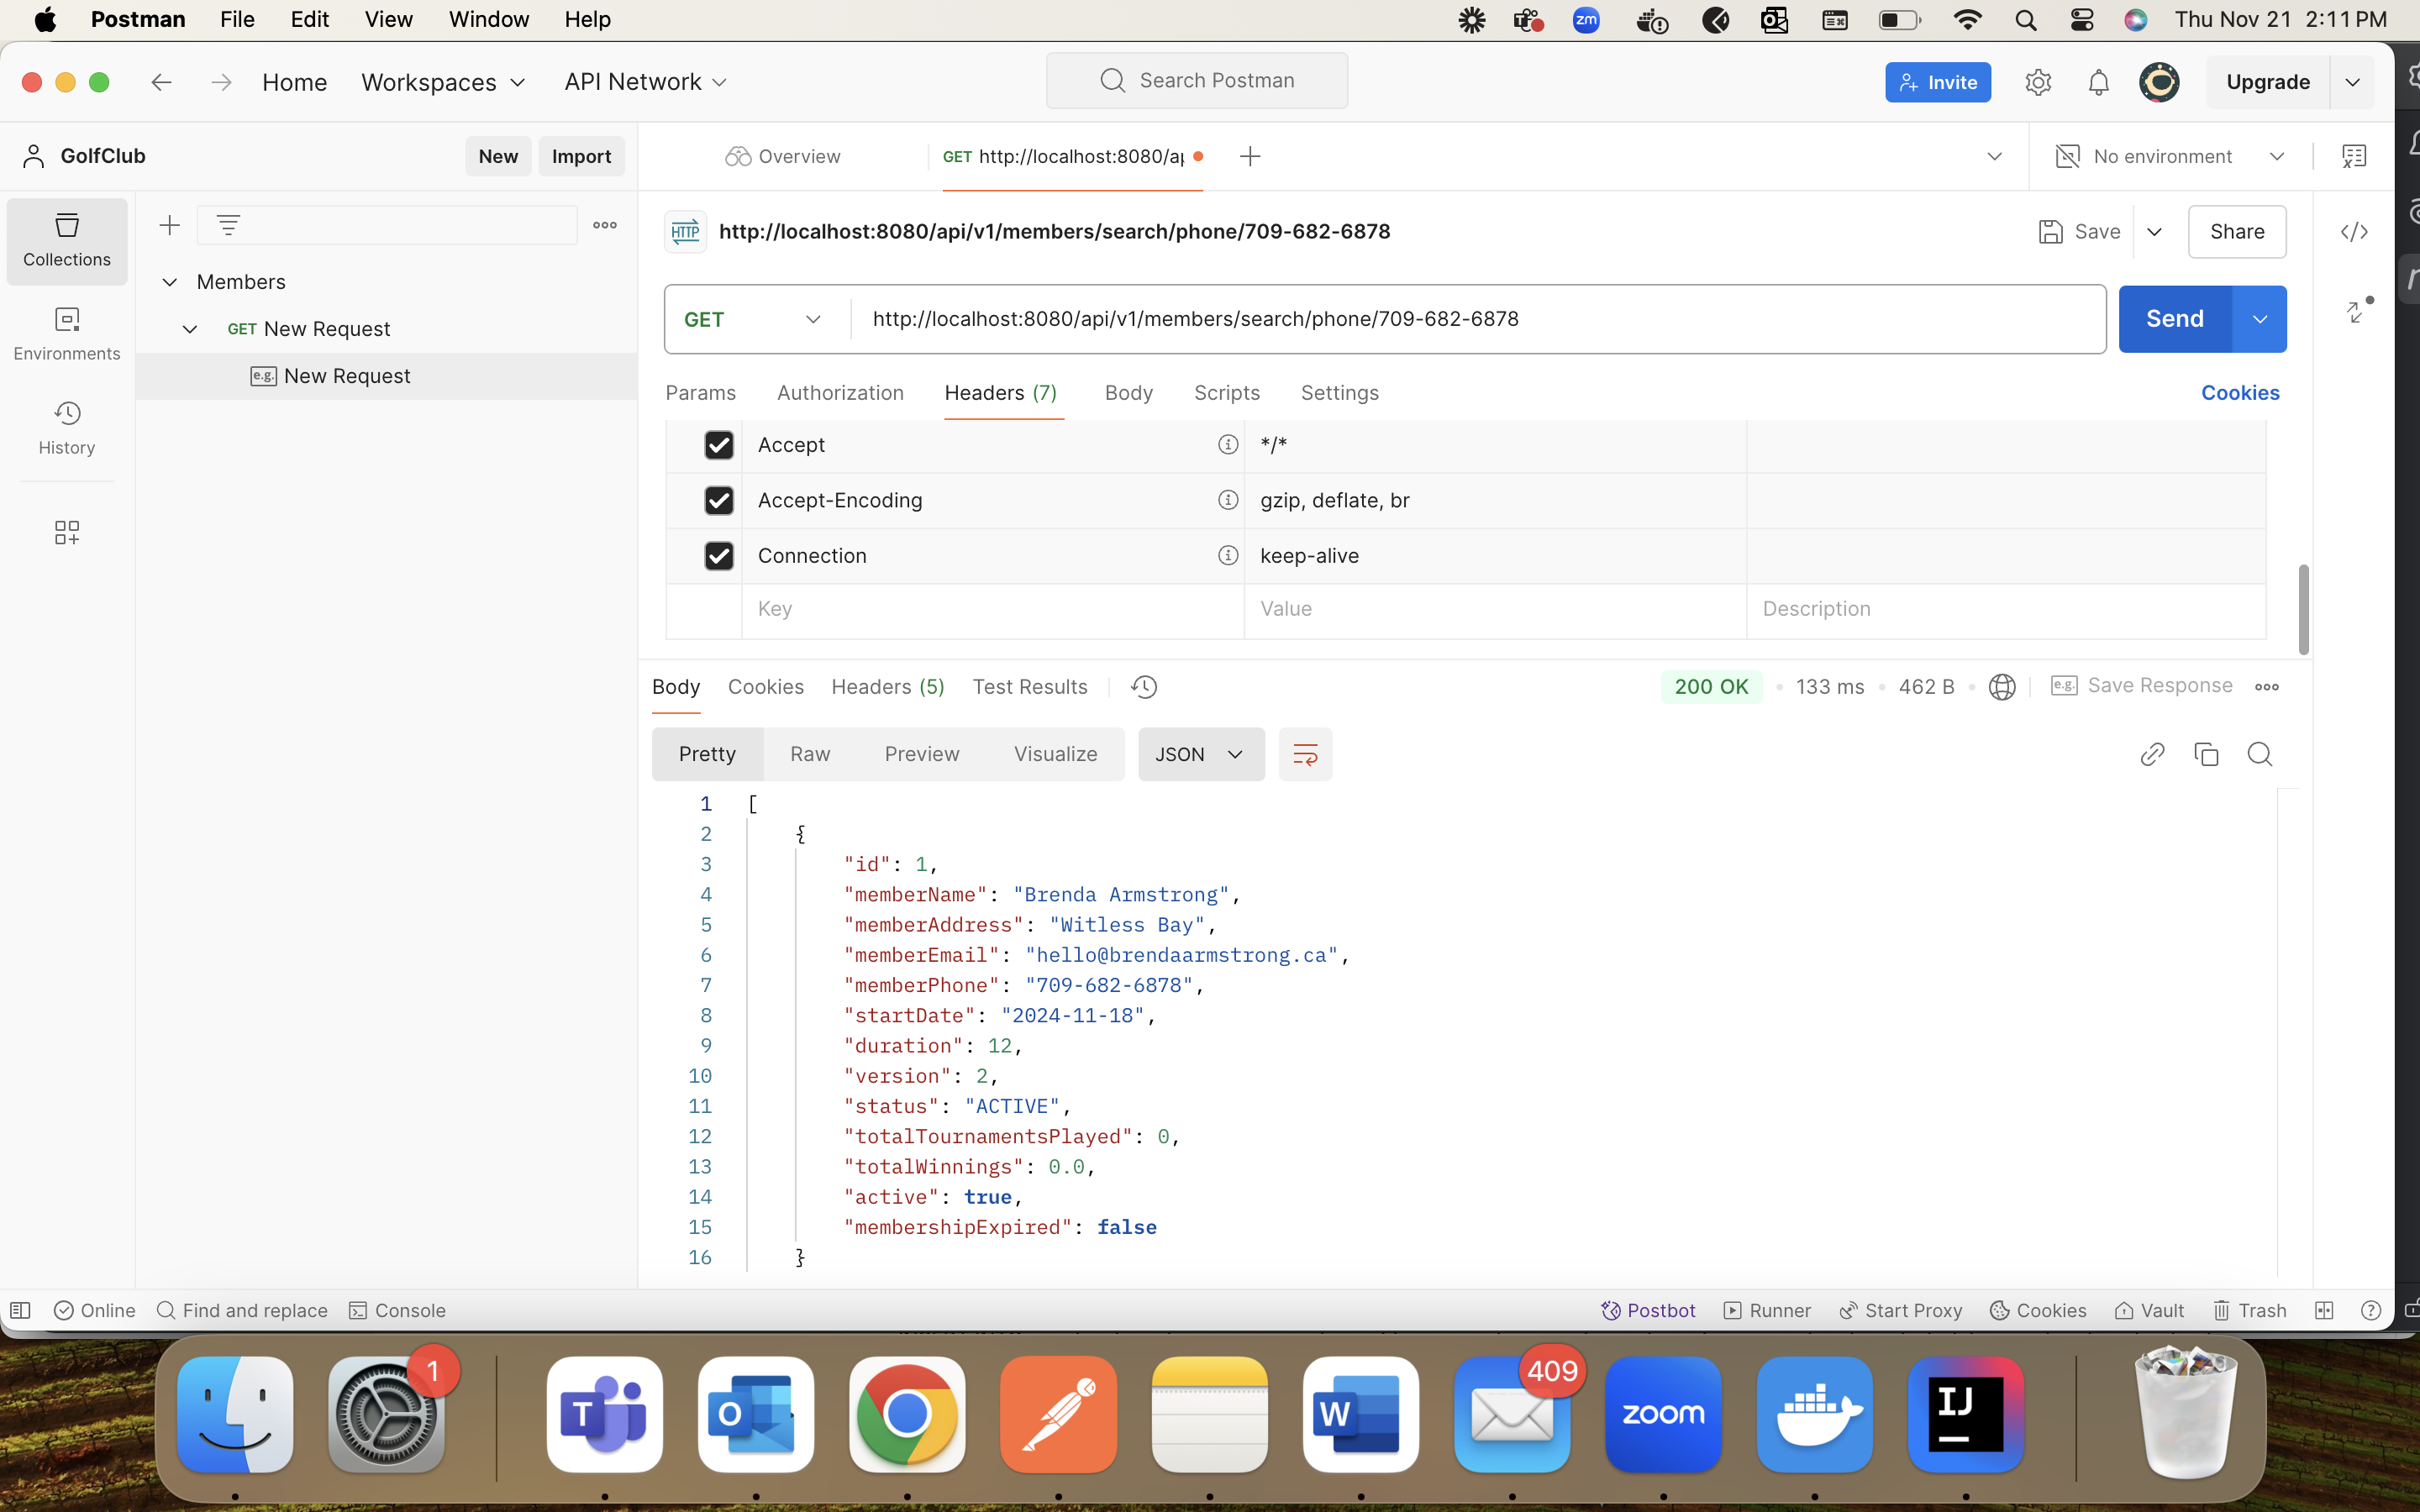 Postman File Edit View Window Help
zm
Thu Nov 21 2:11 PM
Home Workspaces API Network
Search Postman
Invite
Upgrade
GolfClub
New Import
Overview
GET http://localhost:8080/a
No environment
Collections
Environments
History
Members
GET New Request
e.g. New Request
HTTP http://localhost:8080/api/v1/members/search/phone/709-682-6878
Save
Share
GET http://localhost:8080/api/v1/members/search/phone/709-682-6878
Send
Params Authorization Headers (7) Body Scripts Settings
Cookies
Accept */*
Accept-Encoding gzip, deflate, br
Connection keep-alive
Key Value Description
Body Cookies Headers (5) Test Results
200 OK • 133 ms • 462 B •
e.g. Save Response
Pretty Raw Preview Visualize JSON
1 [
2 {
3 "id": 1,
4 "memberName": "Brenda Armstrong",
5 "memberAddress": "Witless Bay",
6 "memberEmail": "hello@brendaarmstrong.ca",
7 "memberPhone": "709-682-6878",
8 "startDate": "2024-11-18",
9 "duration": 12,
10 "version": 2,
11 "status": "ACTIVE",
12 "totalTournamentsPlayed": 0,
13 "totalWinnings": 0.0,
14 "active": true,
15 "membershipExpired": false
16 }
Online Find and replace Console
Postbot Runner Start Proxy Cookies Vault Trash
1
T
O
W
409
zoom
IJ